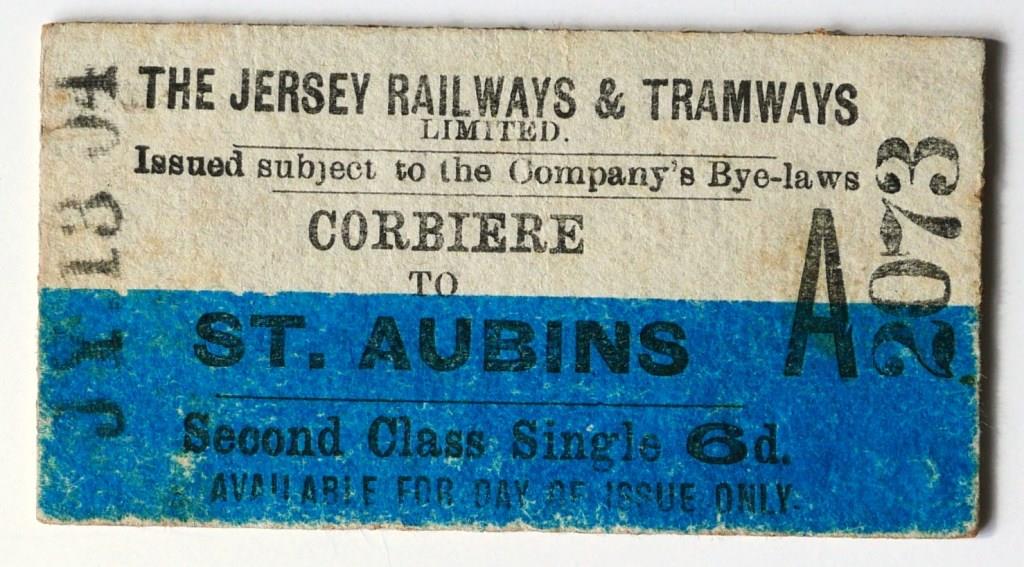 THE JERSEY RAILWAYS & TRAMWAYS
LIMITED.
Issued subject to the Company's Bye-laws
CORBIERE
TO
ST. AUBINS
Second Class Single 6d.
AVAILABLE FOR DAY OF ISSUE ONLY.
A
2073
JY.13 04